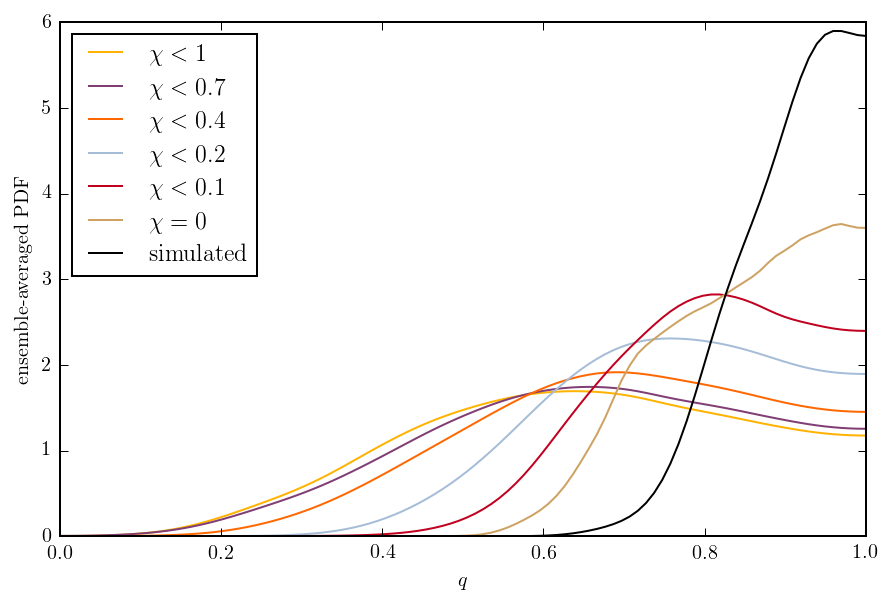 6
5
4
3
2
1
0
ensemble-averaged PDF
χ < 1
χ < 0.7
χ < 0.4
χ < 0.2
χ < 0.1
χ = 0
simulated
0.0 0.2 0.4 0.6 0.8 1.0
q